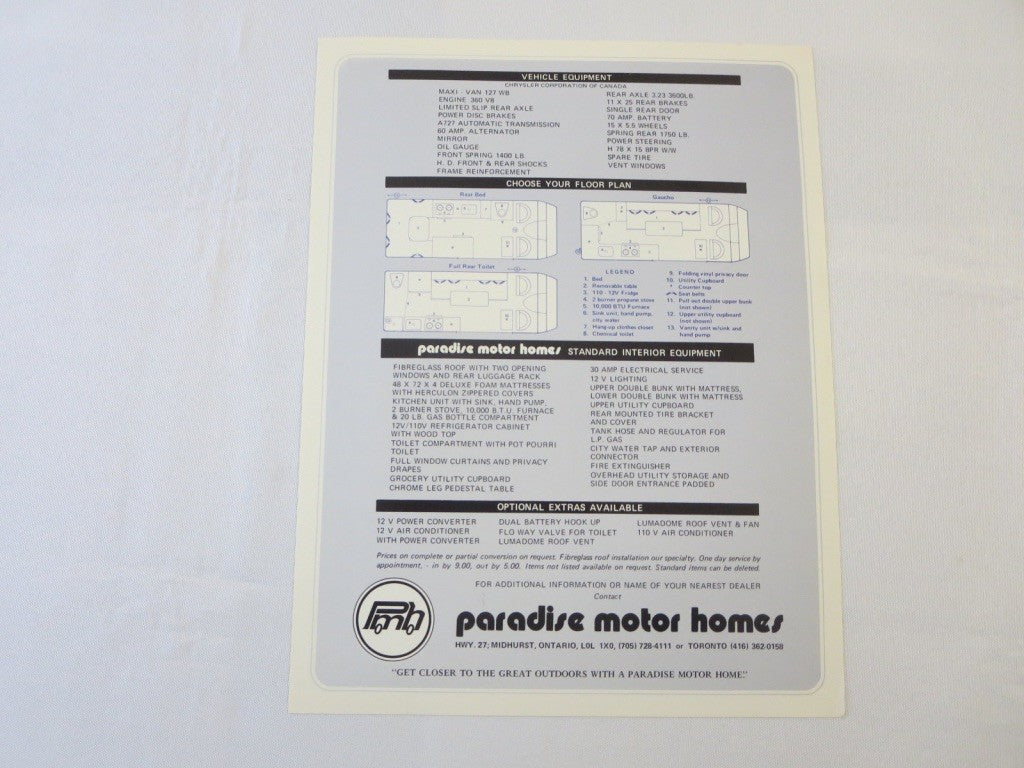 VEHICLE EQUIPMENT
CHRYSLER CORPORATION OF CANADA
MAXI - VAN 127 WB
ENGINE 360 V8
LIMITED SLIP REAR AXLE
POWER DISC BRAKES
A727 AUTOMATIC TRANSMISSION
60 AMP. ALTERNATOR
MIRROR
OIL GAUGE
FRONT SPRING 1400 LB.
H. D. FRONT & REAR SHOCKS
FRAME REINFORCEMENT
REAR AXLE 3.23 3600LB.
11 X 25 REAR BRAKES
SINGLE REAR DOOR
70 AMP. BATTERY
15 X 5.5 WHEELS
SPRING REAR 1750 LB.
POWER STEERING
H 78 X 15 BPR W/W
SPARE TIRE
VENT WINDOWS
CHOOSE YOUR FLOOR PLAN
Rear Bed
Gaucho
Full Rear Toilet
LEGEND
1. Bed
2. Removable table
3. 110 - 12V Fridge
4. 2 burner propane stove
5. 10,000 BTU Furnace
6. Sink unit, hand pump,
city water
7. Hang-up clothes closet
8. Chemical toilet
9. Folding vinyl privacy door
10. Utility Cupboard
* Counter top
Seat belts
11. Pull-out double upper bunk
(not shown)
12. Upper utility cupboard
(not shown)
13. Vanity unit w/sink and
hand pump
paradise motor homes STANDARD INTERIOR EQUIPMENT
FIBREGLASS ROOF WITH TWO OPENING
WINDOWS AND REAR LUGGAGE RACK
48 X 72 X 4 DELUXE FOAM MATTRESSES
WITH HERCULON ZIPPERED COVERS
KITCHEN UNIT WITH SINK, HAND PUMP,
2 BURNER STOVE, 10,000 B.T.U. FURNACE
& 20 LB. GAS BOTTLE COMPARTMENT
12V/110V REFRIGERATOR CABINET
WITH WOOD TOP
TOILET COMPARTMENT WITH POT POURRI
TOILET
FULL WINDOW CURTAINS AND PRIVACY
DRAPES
GROCERY UTILITY CUPBOARD
CHROME LEG PEDESTAL TABLE
30 AMP ELECTRICAL SERVICE
12 V LIGHTING
UPPER DOUBLE BUNK WITH MATTRESS,
LOWER DOUBLE BUNK WITH MATTRESS
UPPER UTILITY CUPBOARD
REAR MOUNTED TIRE BRACKET
AND COVER
TANK HOSE AND REGULATOR FOR
L.P. GAS
CITY WATER TAP AND EXTERIOR
CONNECTOR
FIRE EXTINGUISHER
OVERHEAD UTILITY STORAGE AND
SIDE DOOR ENTRANCE PADDED
OPTIONAL EXTRAS AVAILABLE
12 V POWER CONVERTER
12 V AIR CONDITIONER
WITH POWER CONVERTER
DUAL BATTERY HOOK UP
FLO WAY VALVE FOR TOILET
LUMADOME ROOF VENT
LUMADOME ROOF VENT & FAN
110 V AIR CONDITIONER
Prices on complete or partial conversion on request. Fibreglass roof installation our specialty. One day service by
appointment, - in by 9.00, out by 5.00. Items not listed available on request. Standard items can be deleted.
FOR ADDITIONAL INFORMATION OR NAME OF YOUR NEAREST DEALER
Contact
Pmh
paradise motor homes
HWY. 27; MIDHURST, ONTARIO, L0L 1X0, (705) 728-4111 or TORONTO (416) 362-0158
"GET CLOSER TO THE GREAT OUTDOORS WITH A PARADISE MOTOR HOME."